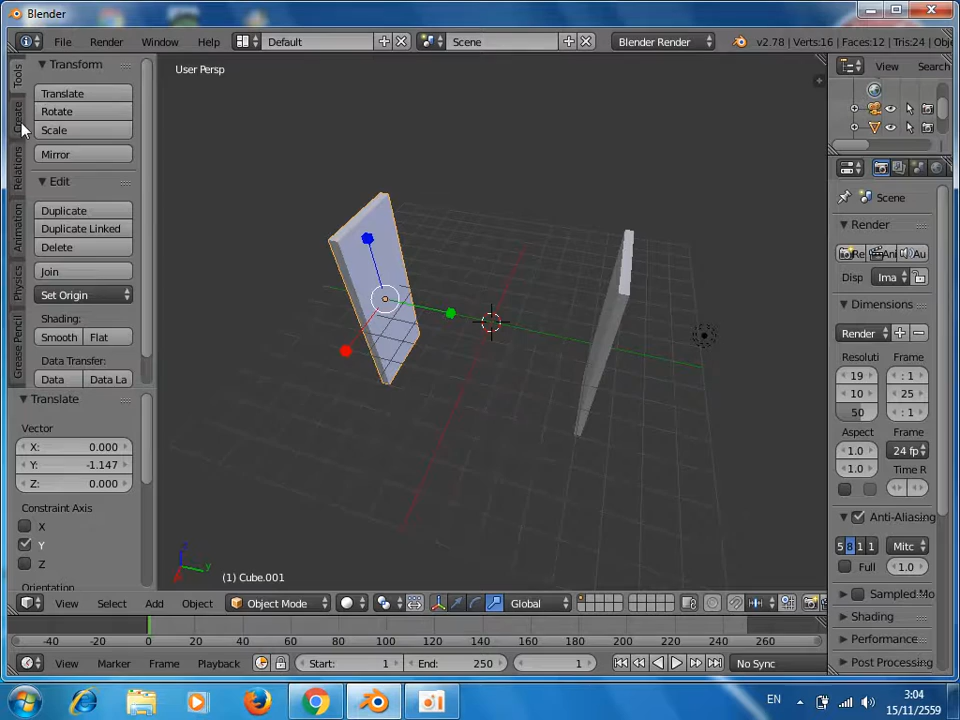 Blender
File Render Window Help Default Scene Blender Render v2.78 | Verts:16 | Faces:12 | Tris:24 | Obje
Tools
Create
Relations
Animation
Physics
Grease Pencil
Transform
Translate
Rotate
Scale
Mirror
Edit
Duplicate
Duplicate Linked
Delete
Join
Set Origin
Shading:
Smooth Flat
Data Transfer:
Data Data La
Translate
Vector
X: 0.000
Y: -1.147
Z: 0.000
Constraint Axis
X
Y
Z
Orientation
User Persp
(1) Cube.001
View Search
Scene
Render
Re Ani Au
Disp Ima
Dimensions
Render
Resoluti Frame
19 : 1
10 25
50 : 1
Aspect Frame
1.0 24 fp
1.0 Time R
Anti-Aliasing
5 8 1 1 Mitc
Full 1.0
Sampled Mo
Shading
Performance
Post Processing
View Select Add Object Object Mode Global
-40 -20 0 20 40 60 80 100 120 140 160 180 200 220 240 260
View Marker Frame Playback Start: 1 End: 250 1 No Sync
EN 3:04
15/11/2559